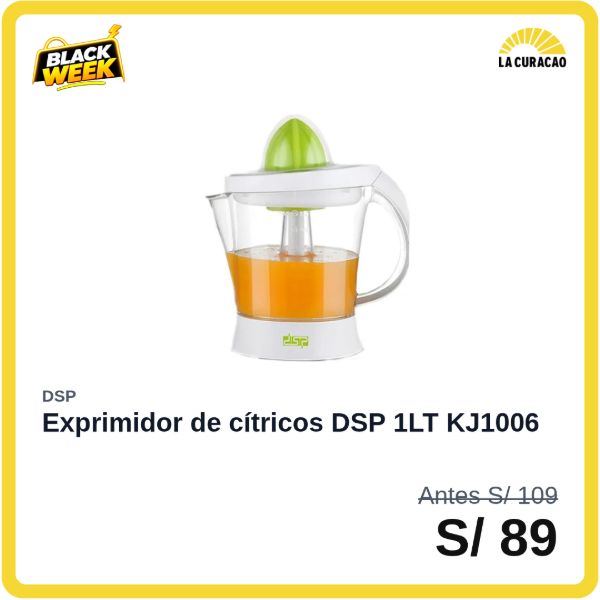 BLACK
WEEK
LA CURACAO
dsp
DSP
Exprimidor de cítricos DSP 1LT KJ1006
Antes S/ 109
S/ 89